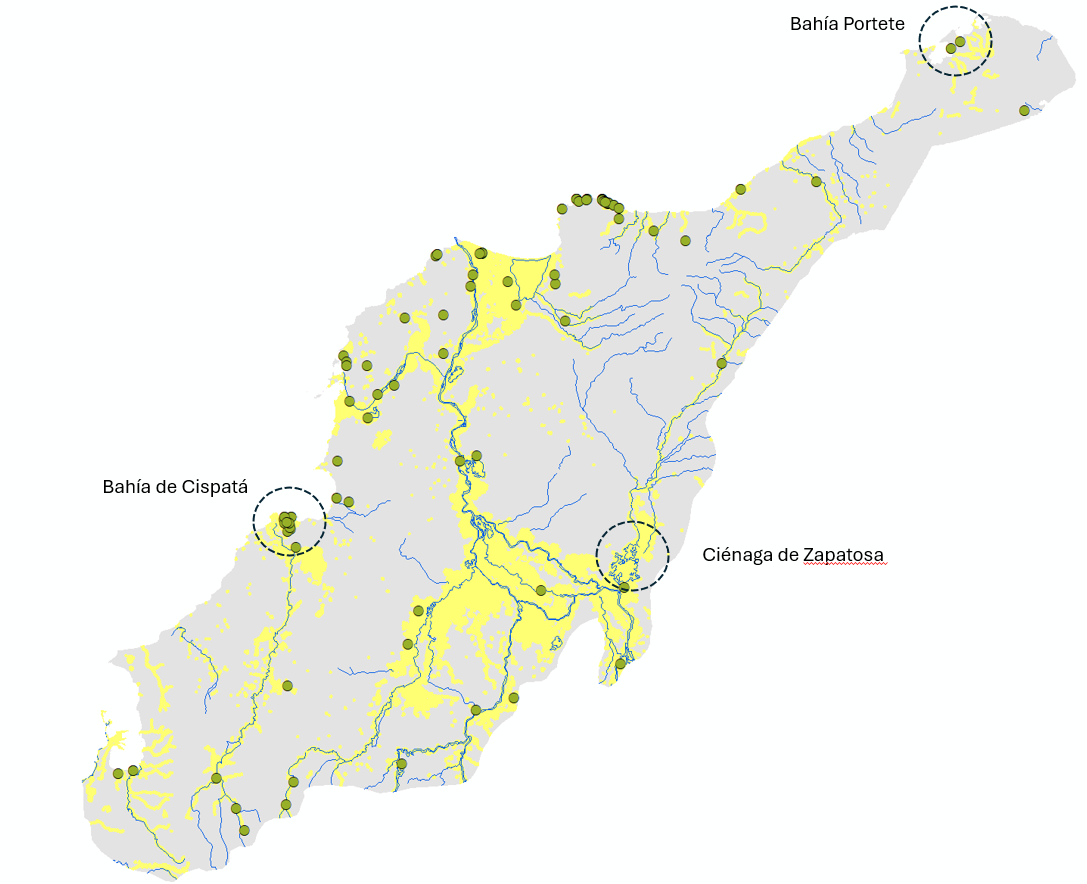 Bahía Portete
Bahía de Cispatá
Ciénaga de Zapatosa